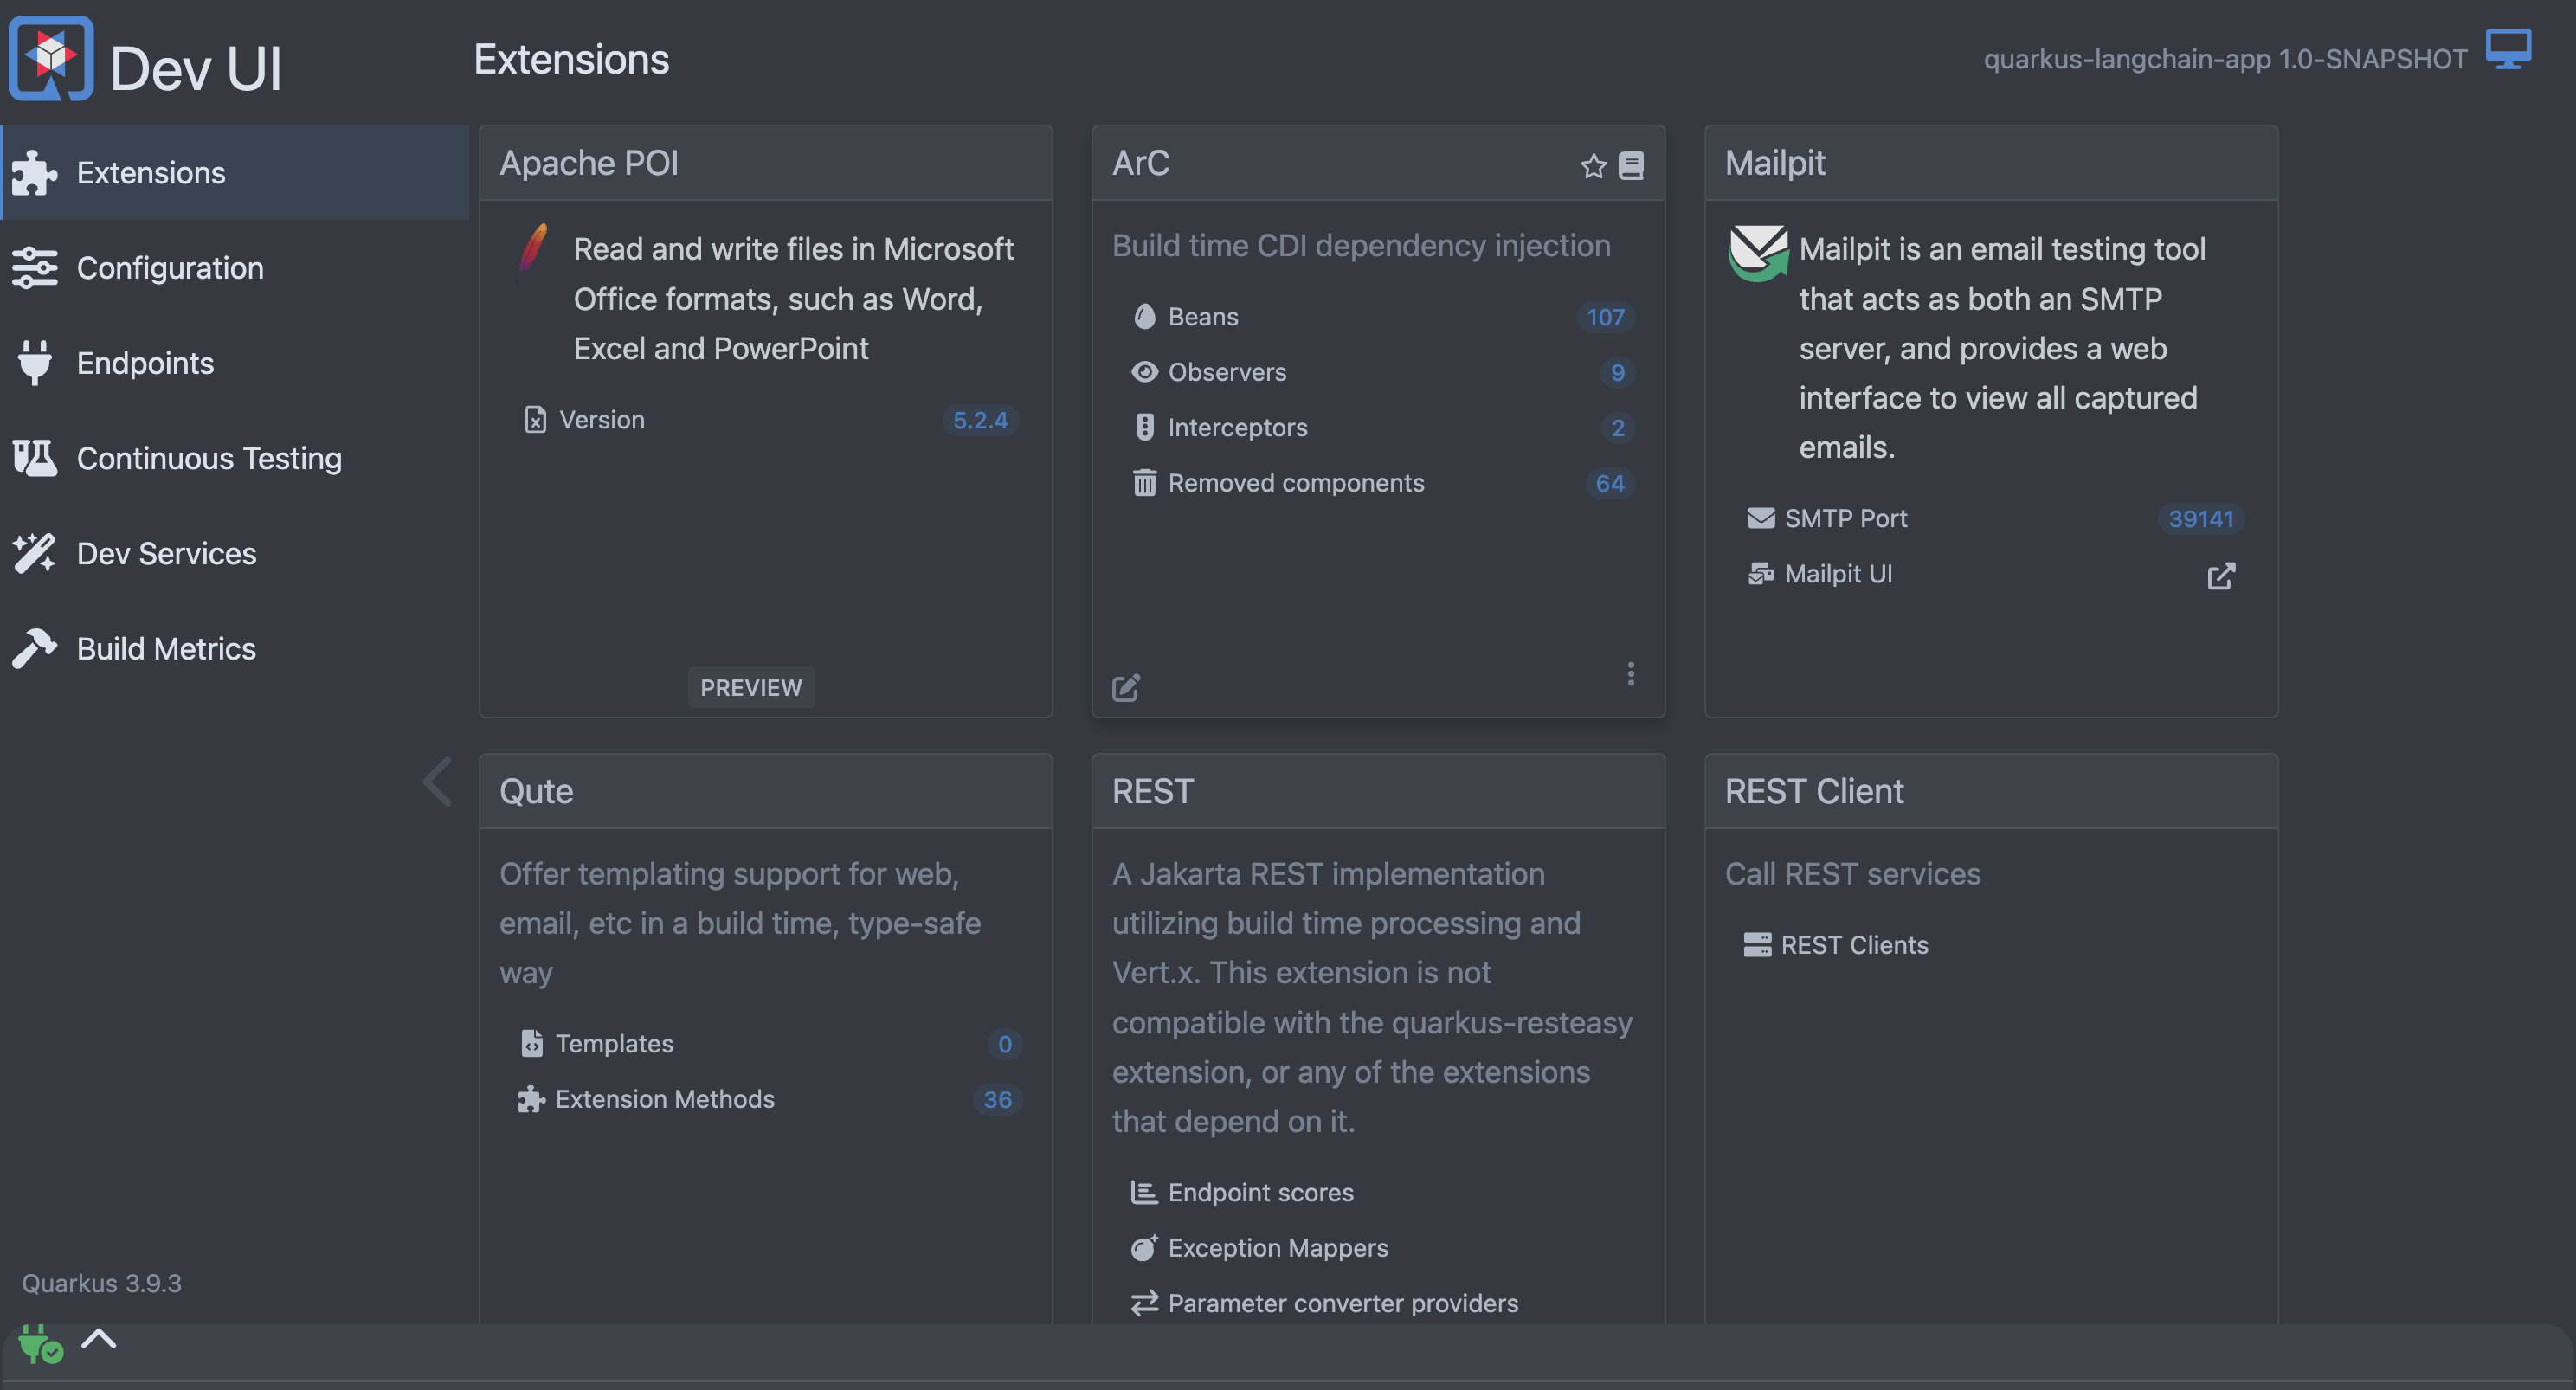 Dev UI
Extensions
quarkus-langchain-app 1.0-SNAPSHOT
Extensions
Configuration
Endpoints
Continuous Testing
Dev Services
Build Metrics
Quarkus 3.9.3
Apache POI
Read and write files in Microsoft
Office formats, such as Word,
Excel and PowerPoint
Version 5.2.4
PREVIEW
ArC
Build time CDI dependency injection
Beans 107
Observers 9
Interceptors 2
Removed components 64
Mailpit
Mailpit is an email testing tool
that acts as both an SMTP
server, and provides a web
interface to view all captured
emails.
SMTP Port 39141
Mailpit UI
Qute
Offer templating support for web,
email, etc in a build time, type-safe
way
Templates 0
Extension Methods 36
REST
A Jakarta REST implementation
utilizing build time processing and
Vert.x. This extension is not
compatible with the quarkus-resteasy
extension, or any of the extensions
that depend on it.
Endpoint scores
Exception Mappers
Parameter converter providers
REST Client
Call REST services
REST Clients